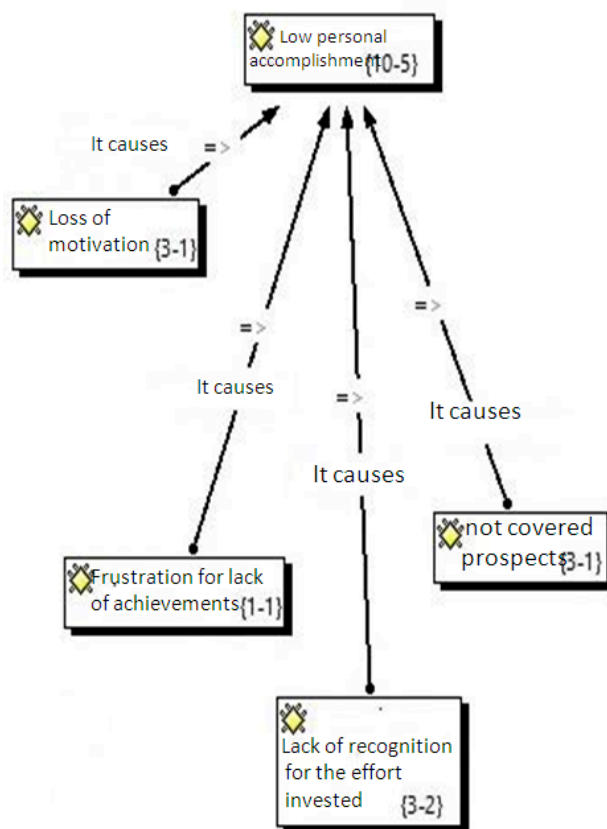 Low personal
accomplishment {10-5}
It causes
=>
Loss of
motivation {3-1}
=>
=>
=>
It causes
It causes
It causes
not covered
prospects {3-1}
Frustration for lack
of achievements {1-1}
Lack of recognition
for the effort
invested {3-2}